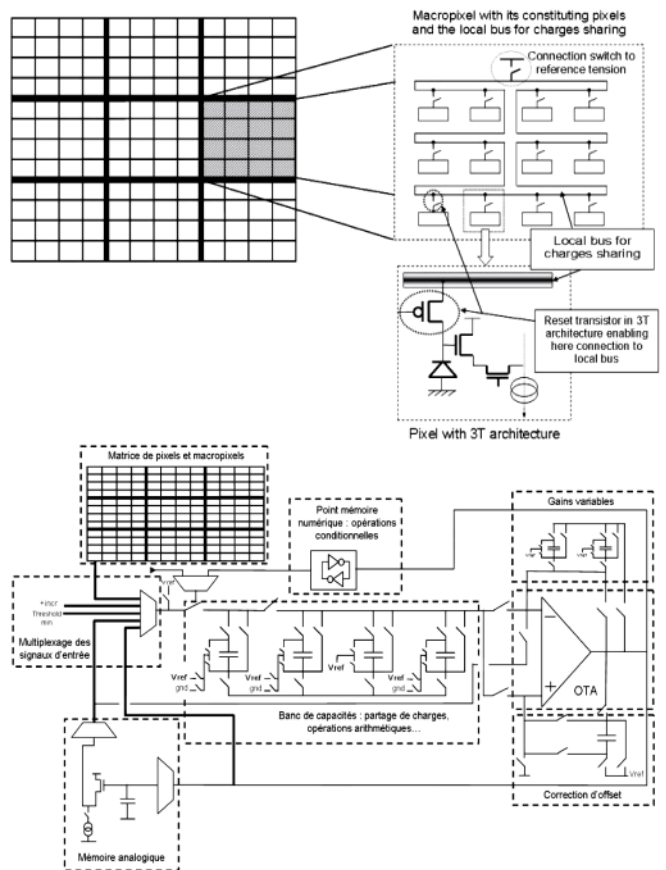 Macropixel with its constituting pixels
and the local bus for charges sharing
Connection switch to
reference tension
Local bus for
charges sharing
Reset transistor in 3T
architecture enabling
here connection to
local bus
Pixel with 3T architecture
Matrice de pixels et macropixels
Point mémoire
numérique : opérations
conditionnelles
Gains variables
Vref
+incr
Threshold
min
Multiplexage des
signaux d'entrée
Vref
gnd
Vref
gnd
Vref
Vref
gnd
Banc de capacités : partage de charges,
opérations arithmétiques...
OTA
Vref
Correction d'offset
Mémoire analogique